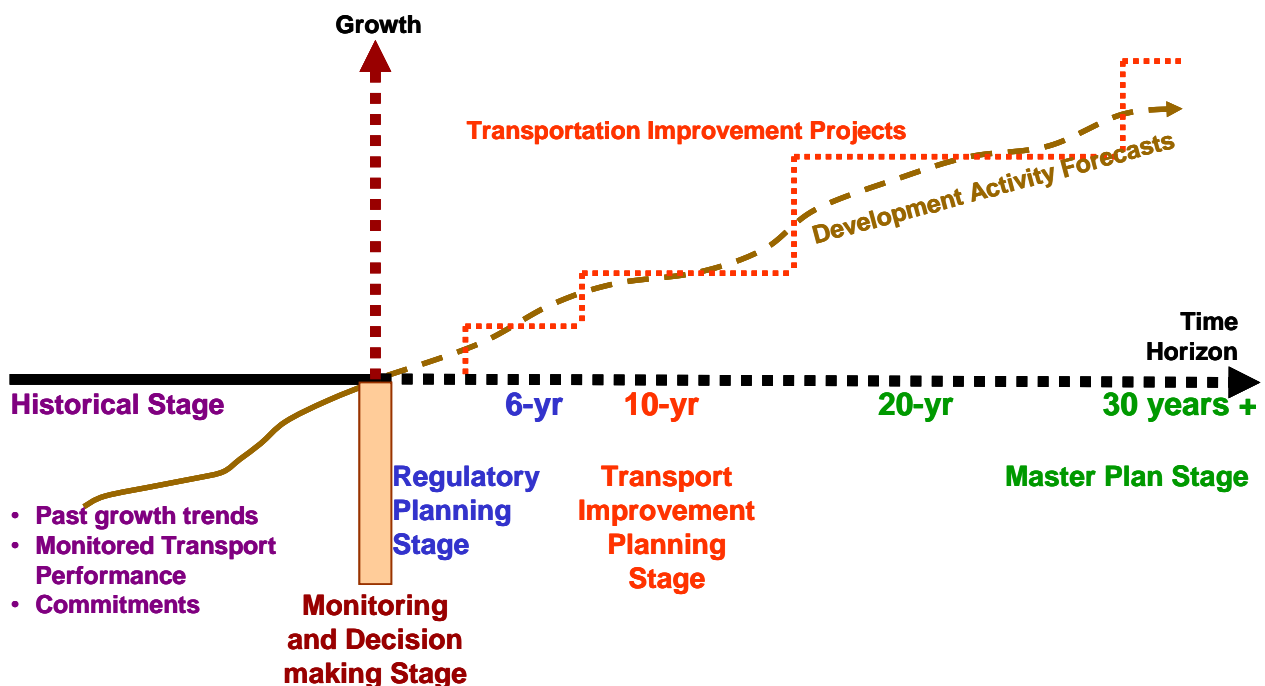 Growth
Transportation Improvement Projects
Development Activity Forecasts
Time
Horizon
Historical Stage
6-yr
10-yr
20-yr
30 years +
Regulatory
Planning
Stage
Transport
Improvement
Planning
Stage
Master Plan Stage
• Past growth trends
• Monitored Transport
Performance
• Commitments
Monitoring
and Decision
making Stage